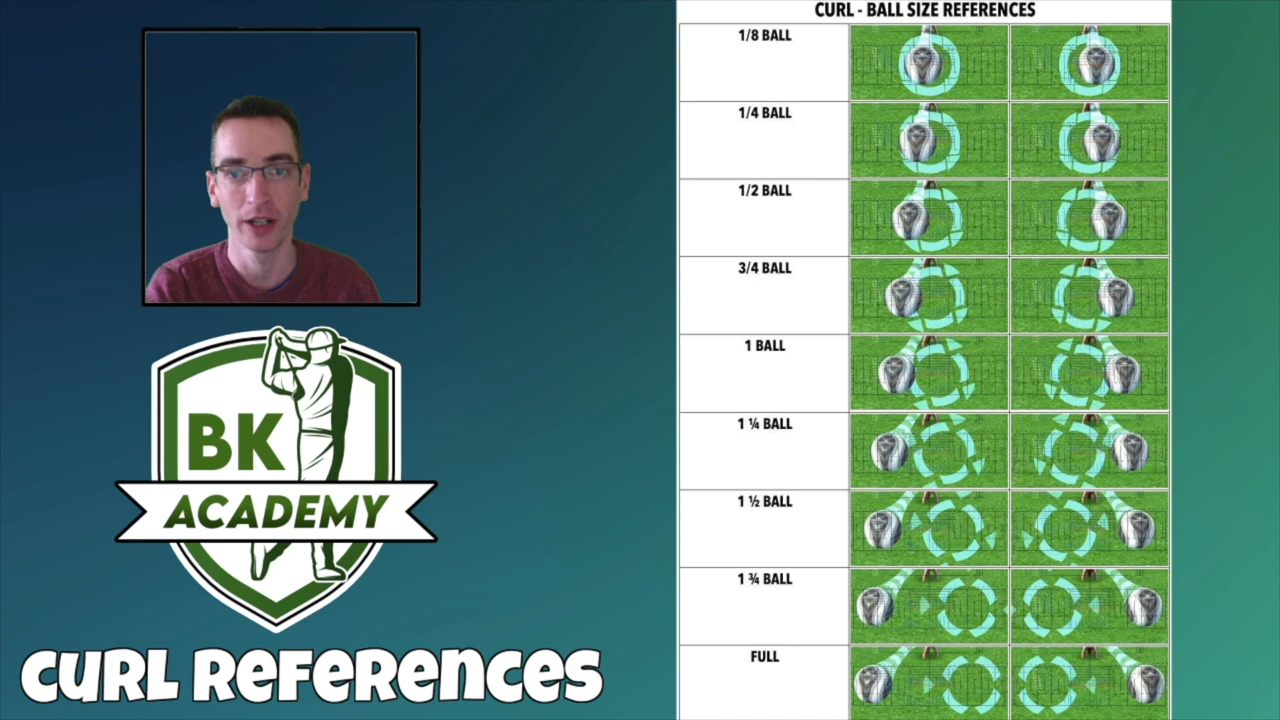 CURL - BALL SIZE REFERENCES
1/8 BALL
1/4 BALL
1/2 BALL
3/4 BALL
1 BALL
1 ¼ BALL
1 ½ BALL
1 ¾ BALL
FULL
BK
ACADEMY
CURL REFERENCES